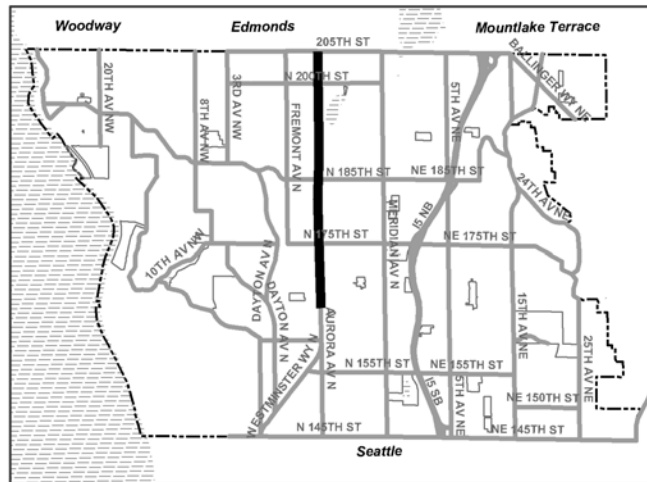 Woodway
Edmonds
Mountlake Terrace
205TH ST
BALLINGER WY NE
N 200TH ST
20TH AV NW
8TH AV NW
3RD AV NW
FREMONT AV N
5TH AV NE
N 185TH ST
NE 185TH ST
24TH AV NE
I5 NB
MERIDIAN AV N
N 175TH ST
NE 175TH ST
10TH AV NW
DAYTON AV N
DAYTON AV N
AURORA AV N
15TH AV NE
25TH AV NE
N 155TH ST
NE 155TH ST
WESTMINSTER WY N
I5 SB
5TH AV NE
NE 150TH ST
N 145TH ST
NE 145TH ST
Seattle